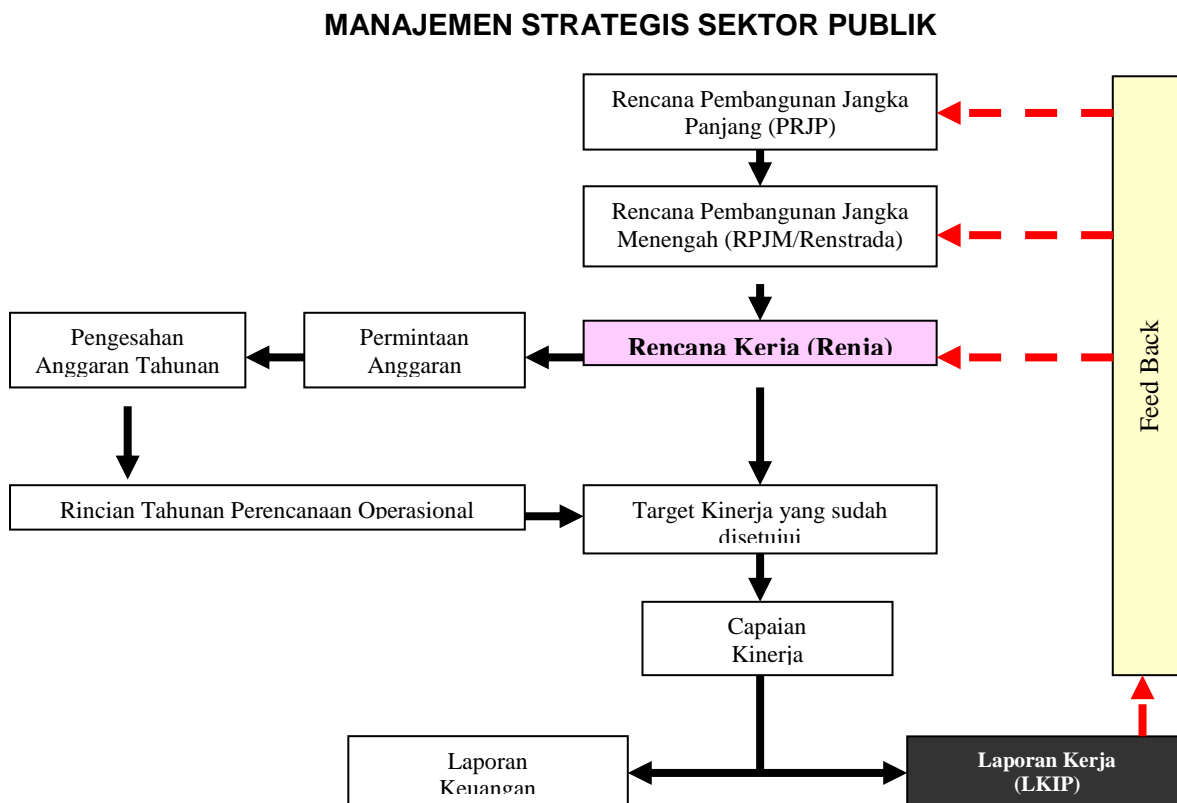 MANAJEMEN STRATEGIS SEKTOR PUBLIK
Rencana Pembangunan Jangka
Panjang (PRJP)
Rencana Pembangunan Jangka
Menengah (RPJM/Renstrada)
Pengesahan
Anggaran Tahunan
Permintaan
Anggaran
Rencana Kerja (Renja)
Feed Back
Rincian Tahunan Perencanaan Operasional
Target Kinerja yang sudah
disetujui
Capaian
Kinerja
Laporan
Keuangan
Laporan Kerja
(LKIP)